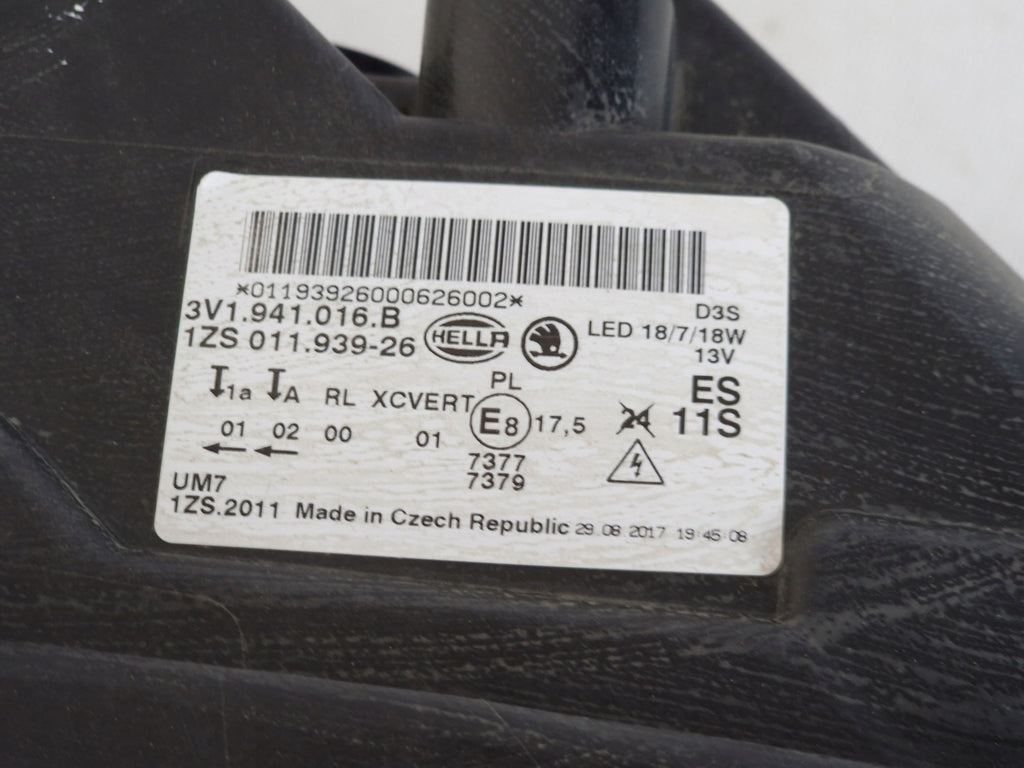 *01193926000626002*
3V1.941.016.B
1ZS 011.939-26
HELLA
D3S
LED 18/7/18W
13V
1a A RL XCVERT PL
E8 17,5 24 ES
11S
01 02 00 01
7377
7379
UM7
1ZS.2011 Made in Czech Republic 29.08.2017 19:45:08